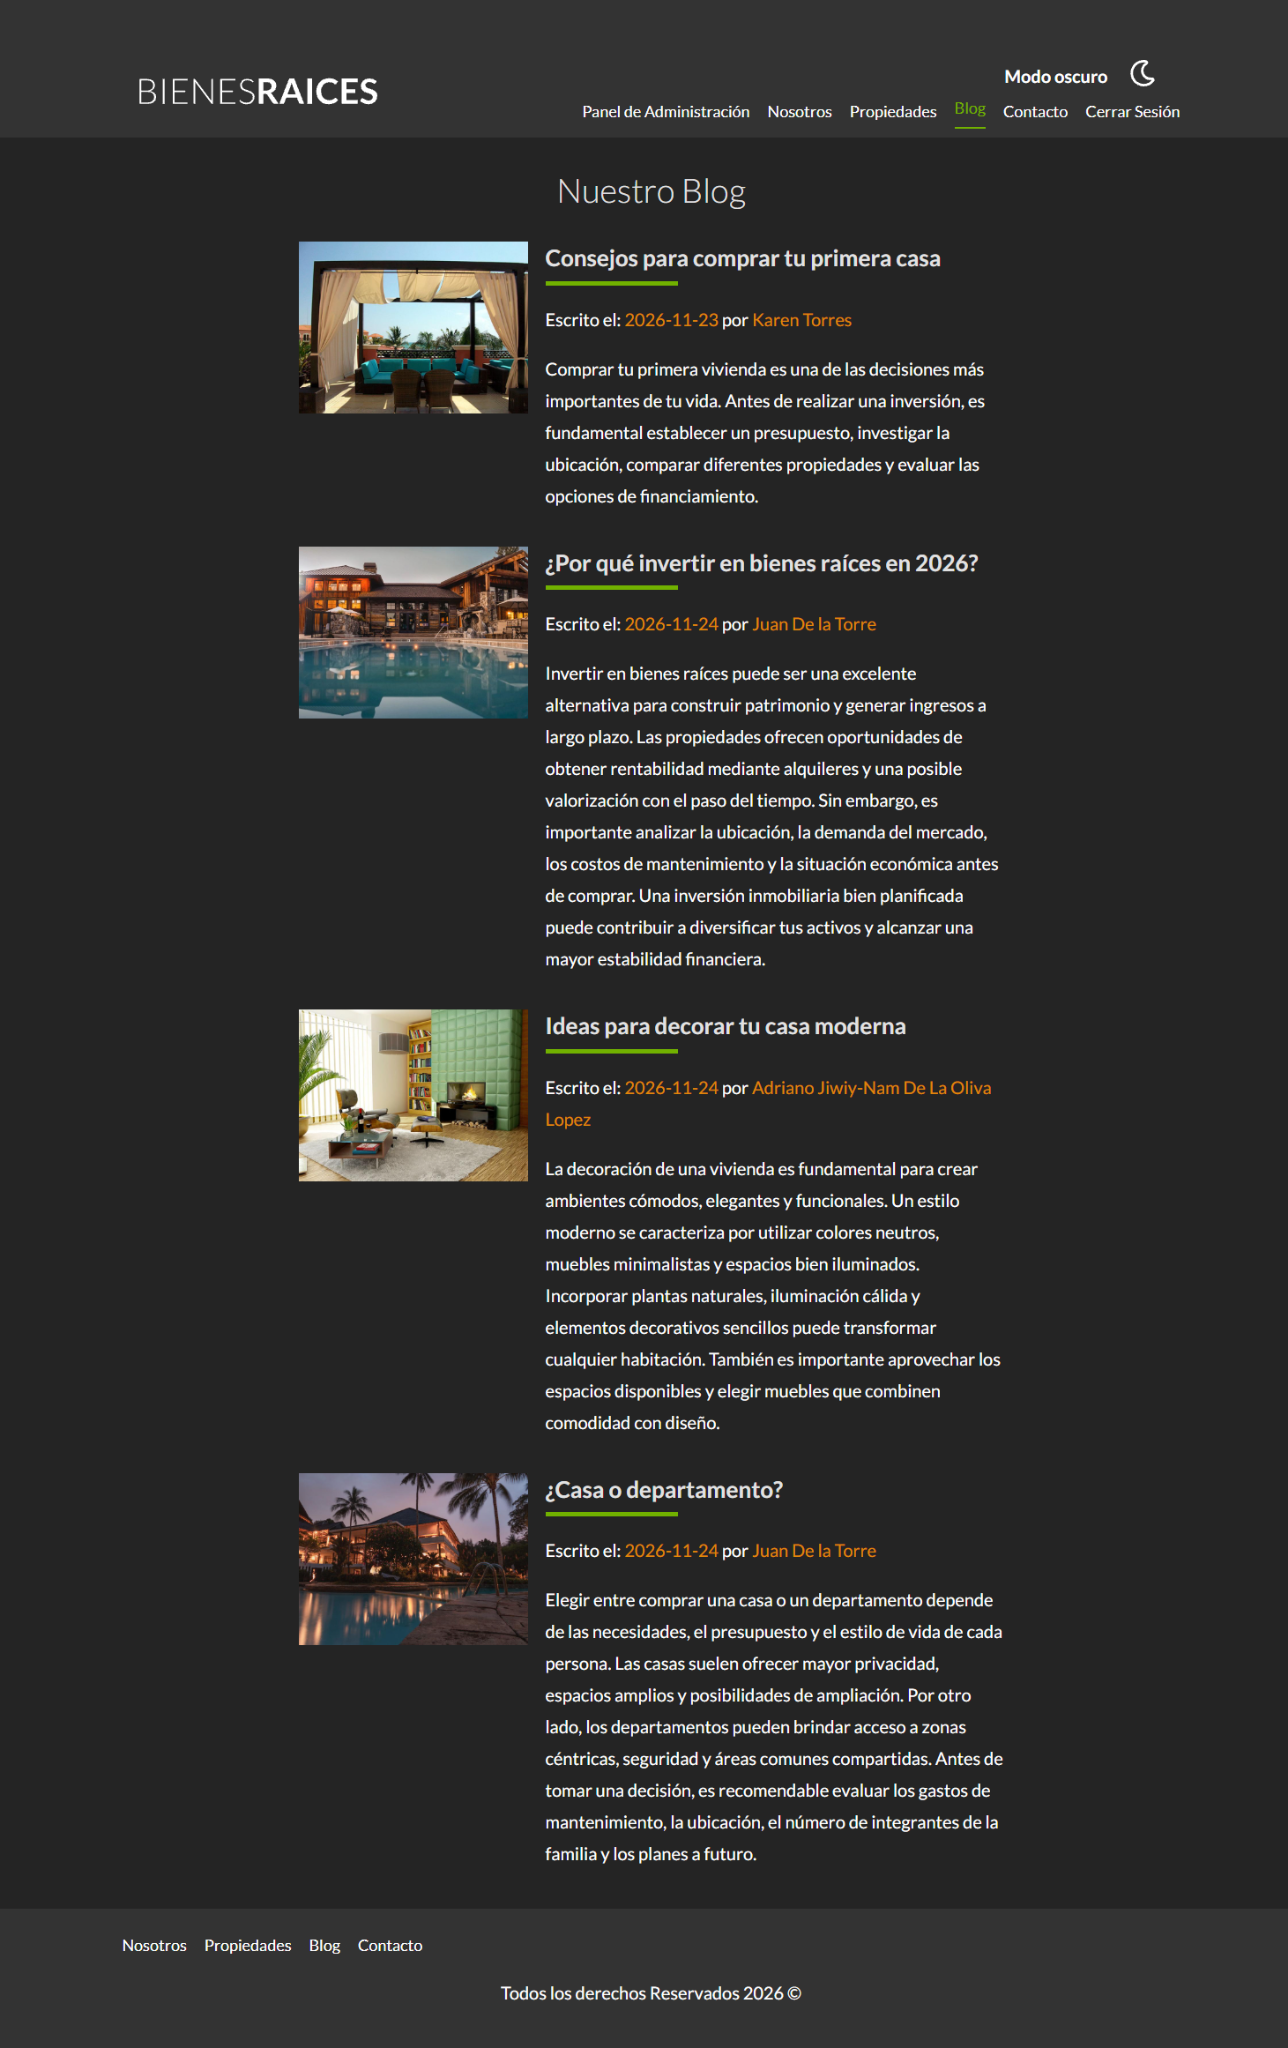 BIENESRAICES
Modo oscuro
Panel de Administración Nosotros Propiedades Blog Contacto Cerrar Sesión
Nuestro Blog
Consejos para comprar tu primera casa
Escrito el: 2026-11-23 por Karen Torres
Comprar tu primera vivienda es una de las decisiones más
importantes de tu vida. Antes de realizar una inversión, es
fundamental establecer un presupuesto, investigar la
ubicación, comparar diferentes propiedades y evaluar las
opciones de financiamiento.
¿Por qué invertir en bienes raíces en 2026?
Escrito el: 2026-11-24 por Juan De la Torre
Invertir en bienes raíces puede ser una excelente
alternativa para construir patrimonio y generar ingresos a
largo plazo. Las propiedades ofrecen oportunidades de
obtener rentabilidad mediante alquileres y una posible
valorización con el paso del tiempo. Sin embargo, es
importante analizar la ubicación, la demanda del mercado,
los costos de mantenimiento y la situación económica antes
de comprar. Una inversión inmobiliaria bien planificada
puede contribuir a diversificar tus activos y alcanzar una
mayor estabilidad financiera.
Ideas para decorar tu casa moderna
Escrito el: 2026-11-24 por Adriano Jiwiy-Nam De La Oliva
Lopez
La decoración de una vivienda es fundamental para crear
ambientes cómodos, elegantes y funcionales. Un estilo
moderno se caracteriza por utilizar colores neutros,
muebles minimalistas y espacios bien iluminados.
Incorporar plantas naturales, iluminación cálida y
elementos decorativos sencillos puede transformar
cualquier habitación. También es importante aprovechar los
espacios disponibles y elegir muebles que combinen
comodidad con diseño.
¿Casa o departamento?
Escrito el: 2026-11-24 por Juan De la Torre
Elegir entre comprar una casa o un departamento depende
de las necesidades, el presupuesto y el estilo de vida de cada
persona. Las casas suelen ofrecer mayor privacidad,
espacios amplios y posibilidades de ampliación. Por otro
lado, los departamentos pueden brindar acceso a zonas
céntricas, seguridad y áreas comunes compartidas. Antes de
tomar una decisión, es recomendable evaluar los gastos de
mantenimiento, la ubicación, el número de integrantes de la
familia y los planes a futuro.
Nosotros Propiedades Blog Contacto
Todos los derechos Reservados 2026 ©